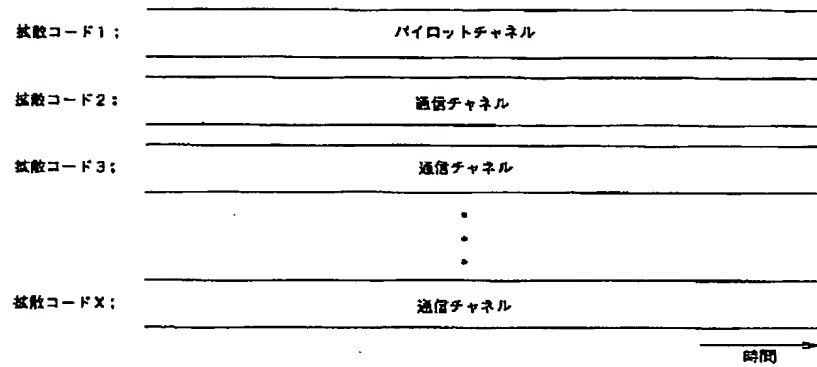 拡散コード1； パイロットチャネル
拡散コード2： 通信チャネル
拡散コード3； 通信チャネル
拡散コードX； 通信チャネル
時間